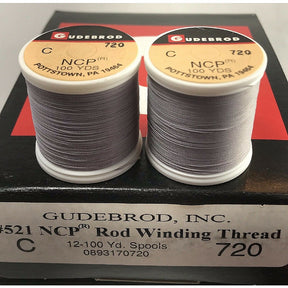 GUDEBROD
C 720
NCP(R)
100 YDS
POTTSTOWN, PA 19464
GUDEBROD
C 720
NCP(R)
100 YDS
POTTSTOWN, PA 19464
GUDEBROD, INC.
#521 NCP(R) Rod Winding Thread
C 12-100 Yd. Spools 720
0893170720